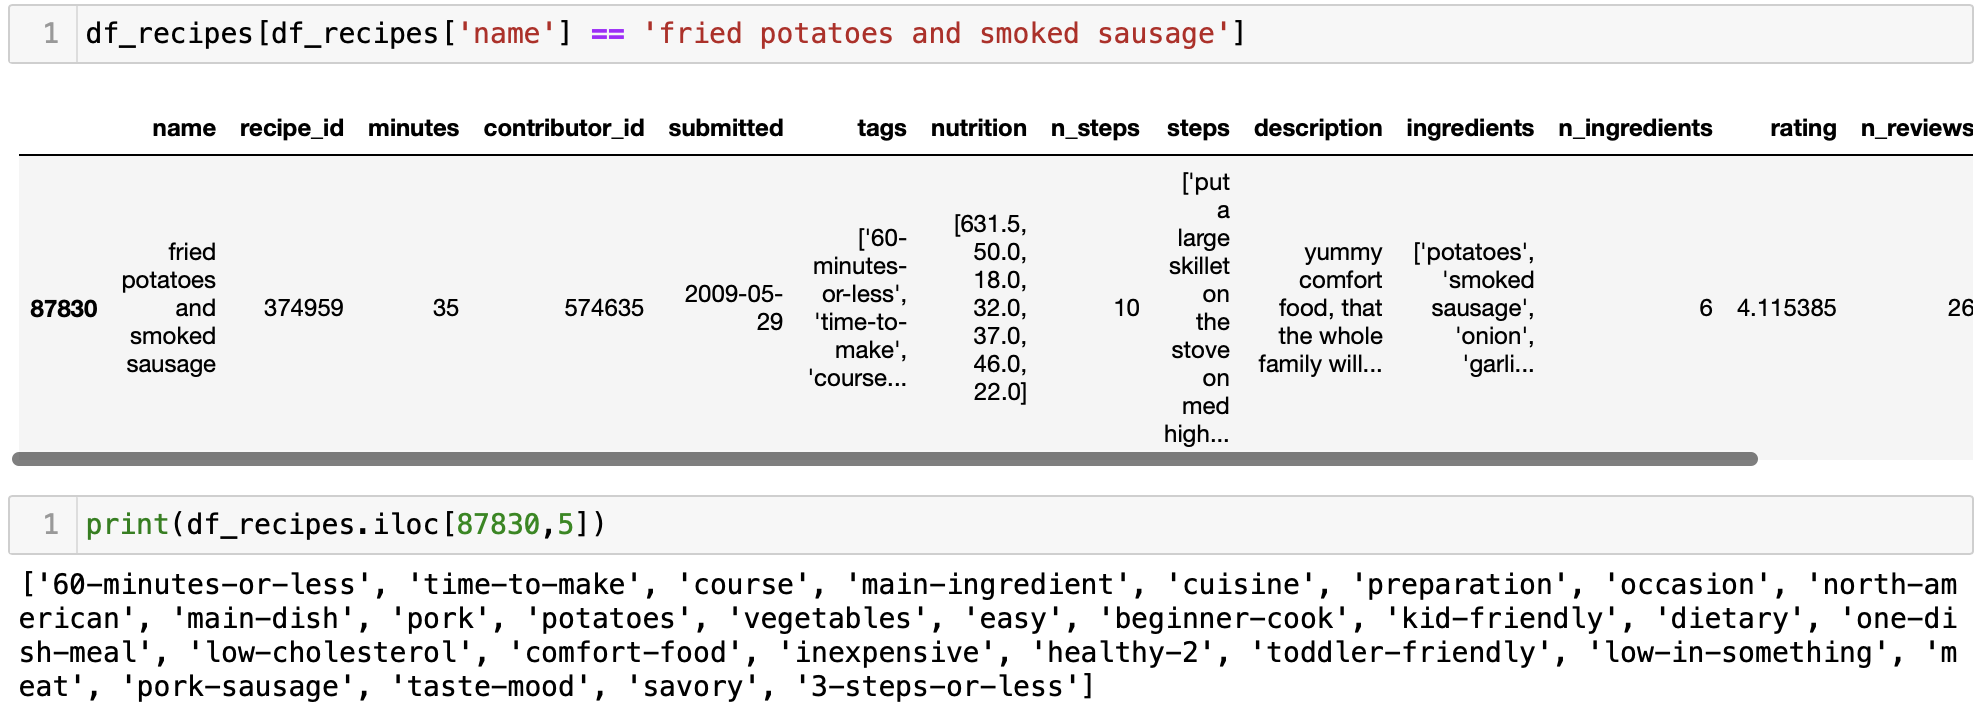 1 df_recipes[df_recipes['name'] == 'fried potatoes and smoked sausage']
name recipe_id minutes contributor_id submitted tags nutrition n_steps steps description ingredients n_ingredients rating n_reviews
87830
fried
potatoes
and
smoked
sausage
374959
35
574635
2009-05-
29
['60-
minutes-
or-less',
'time-to-
make',
'course...
[631.5,
50.0,
18.0,
32.0,
37.0,
46.0,
22.0]
10
['put
a
large
skillet
on
the
stove
on
med
high...
yummy
comfort
food, that
the whole
family will...
['potatoes',
'smoked
sausage',
'onion',
'garli...
6
4.115385
26
1 print(df_recipes.iloc[87830,5])
['60-minutes-or-less', 'time-to-make', 'course', 'main-ingredient', 'cuisine', 'preparation', 'occasion', 'north-am
erican', 'main-dish', 'pork', 'potatoes', 'vegetables', 'easy', 'beginner-cook', 'kid-friendly', 'dietary', 'one-di
sh-meal', 'low-cholesterol', 'comfort-food', 'inexpensive', 'healthy-2', 'toddler-friendly', 'low-in-something', 'm
eat', 'pork-sausage', 'taste-mood', 'savory', '3-steps-or-less']